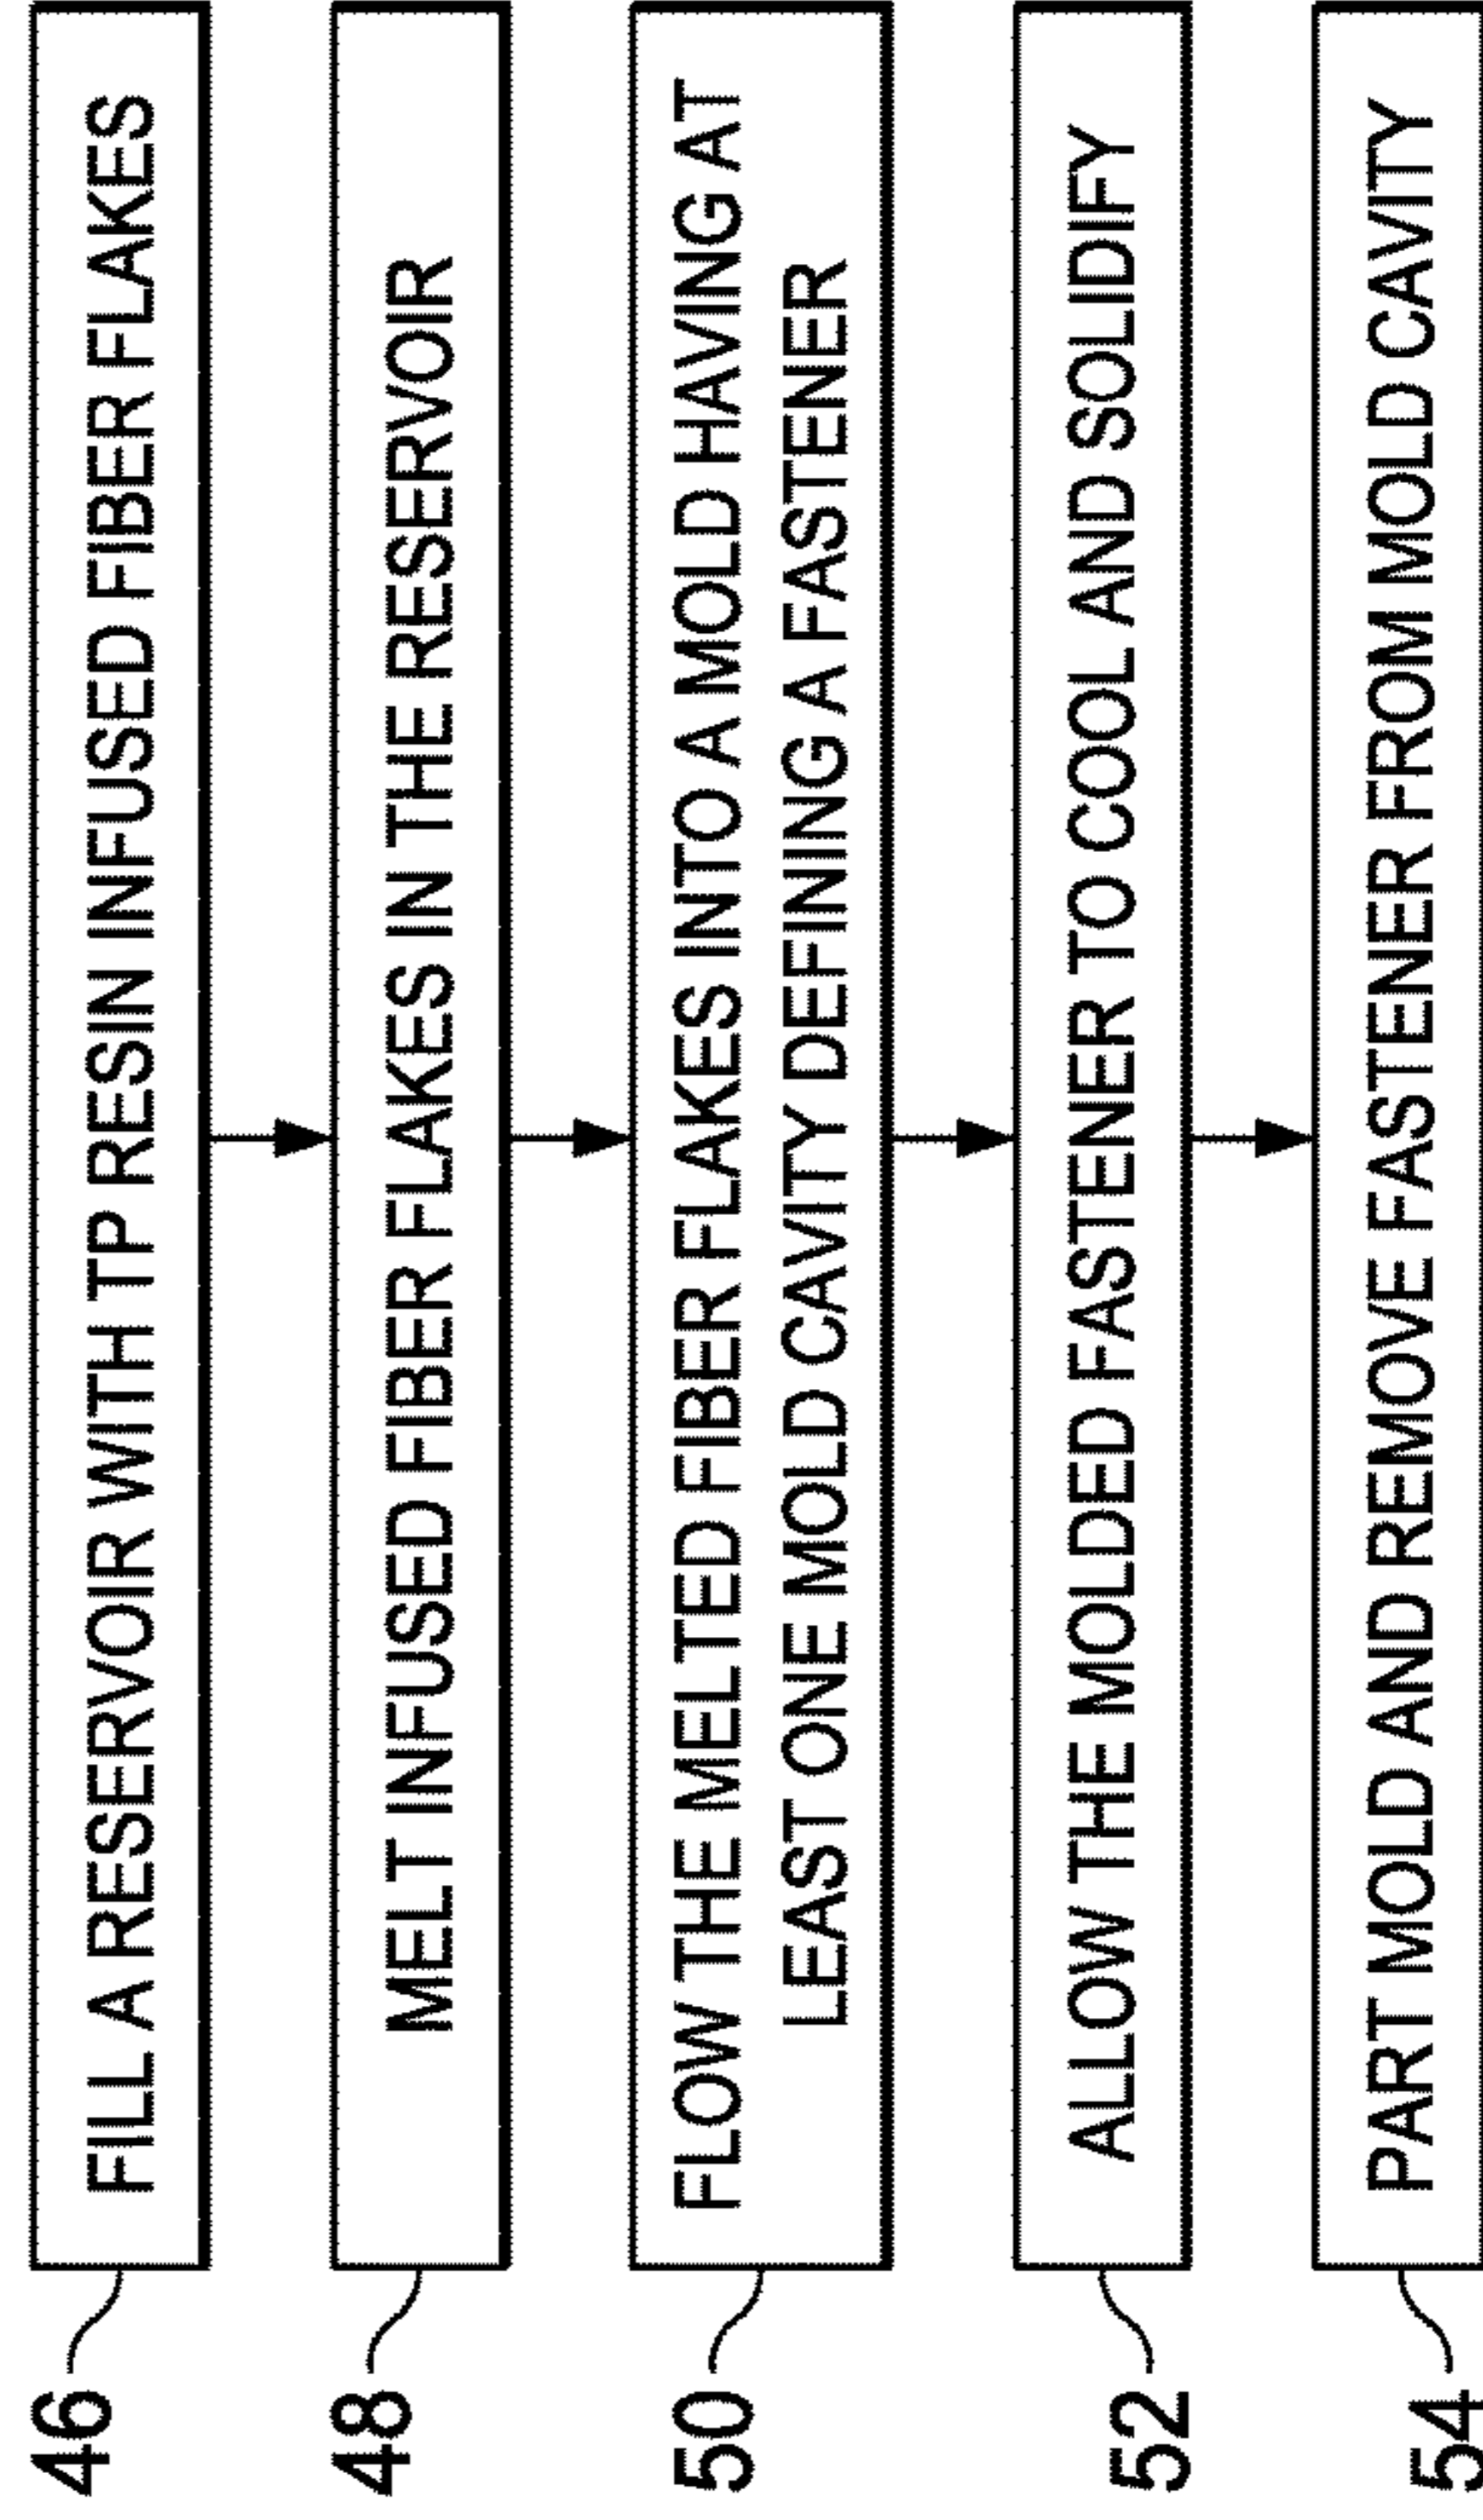 46 FILL A RESERVOIR WITH TP RESIN INFUSED FIBER FLAKES
48 MELT INFUSED FIBER FLAKES IN THE RESERVOIR
50 FLOW THE MELTED FIBER FLAKES INTO A MOLD HAVING AT
LEAST ONE MOLD CAVITY DEFINING A FASTENER
52 ALLOW THE MOLDED FASTENER TO COOL AND SOLIDIFY
54 PART MOLD AND REMOVE FASTENER FROM MOLD CAVITY